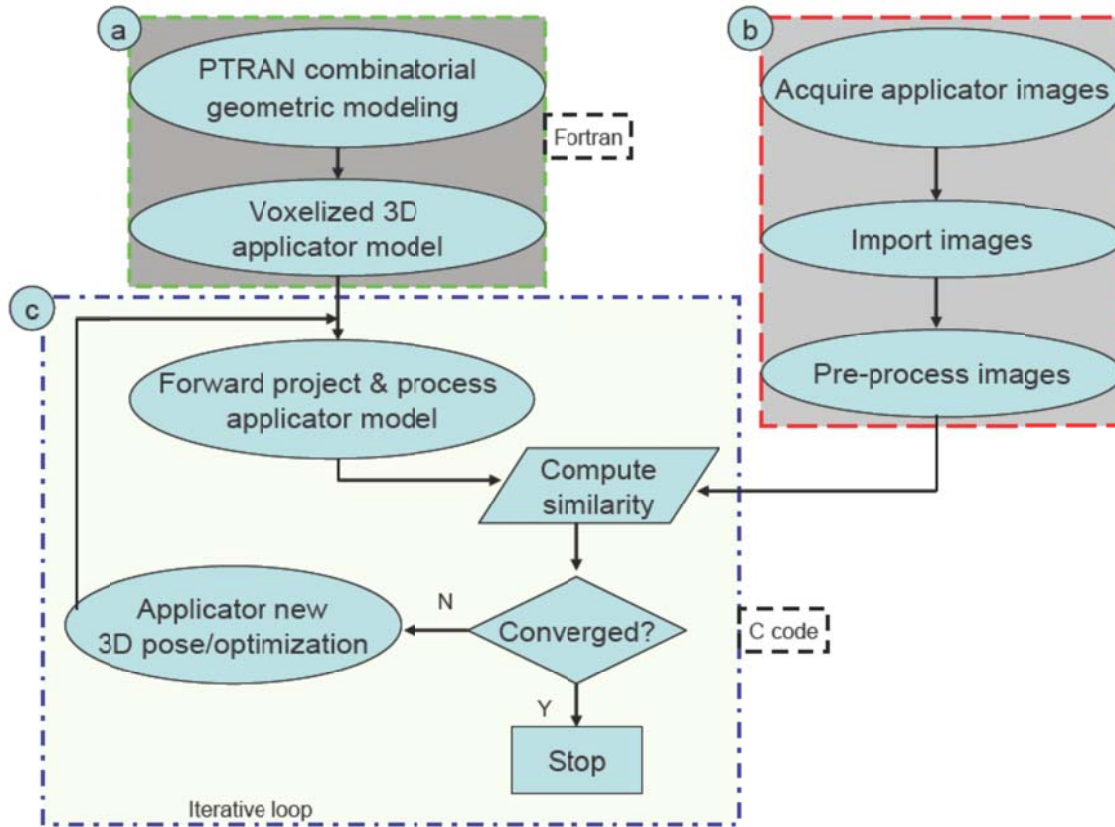 a
PTRAN combinatorial
geometric modeling
Voxelized 3D
applicator model
Fortran
b
Acquire applicator images
Import images
Pre-process images
c
Forward project & process
applicator model
Compute
similarity
Converged?
N
Applicator new
3D pose/optimization
Y
Stop
C code
Iterative loop